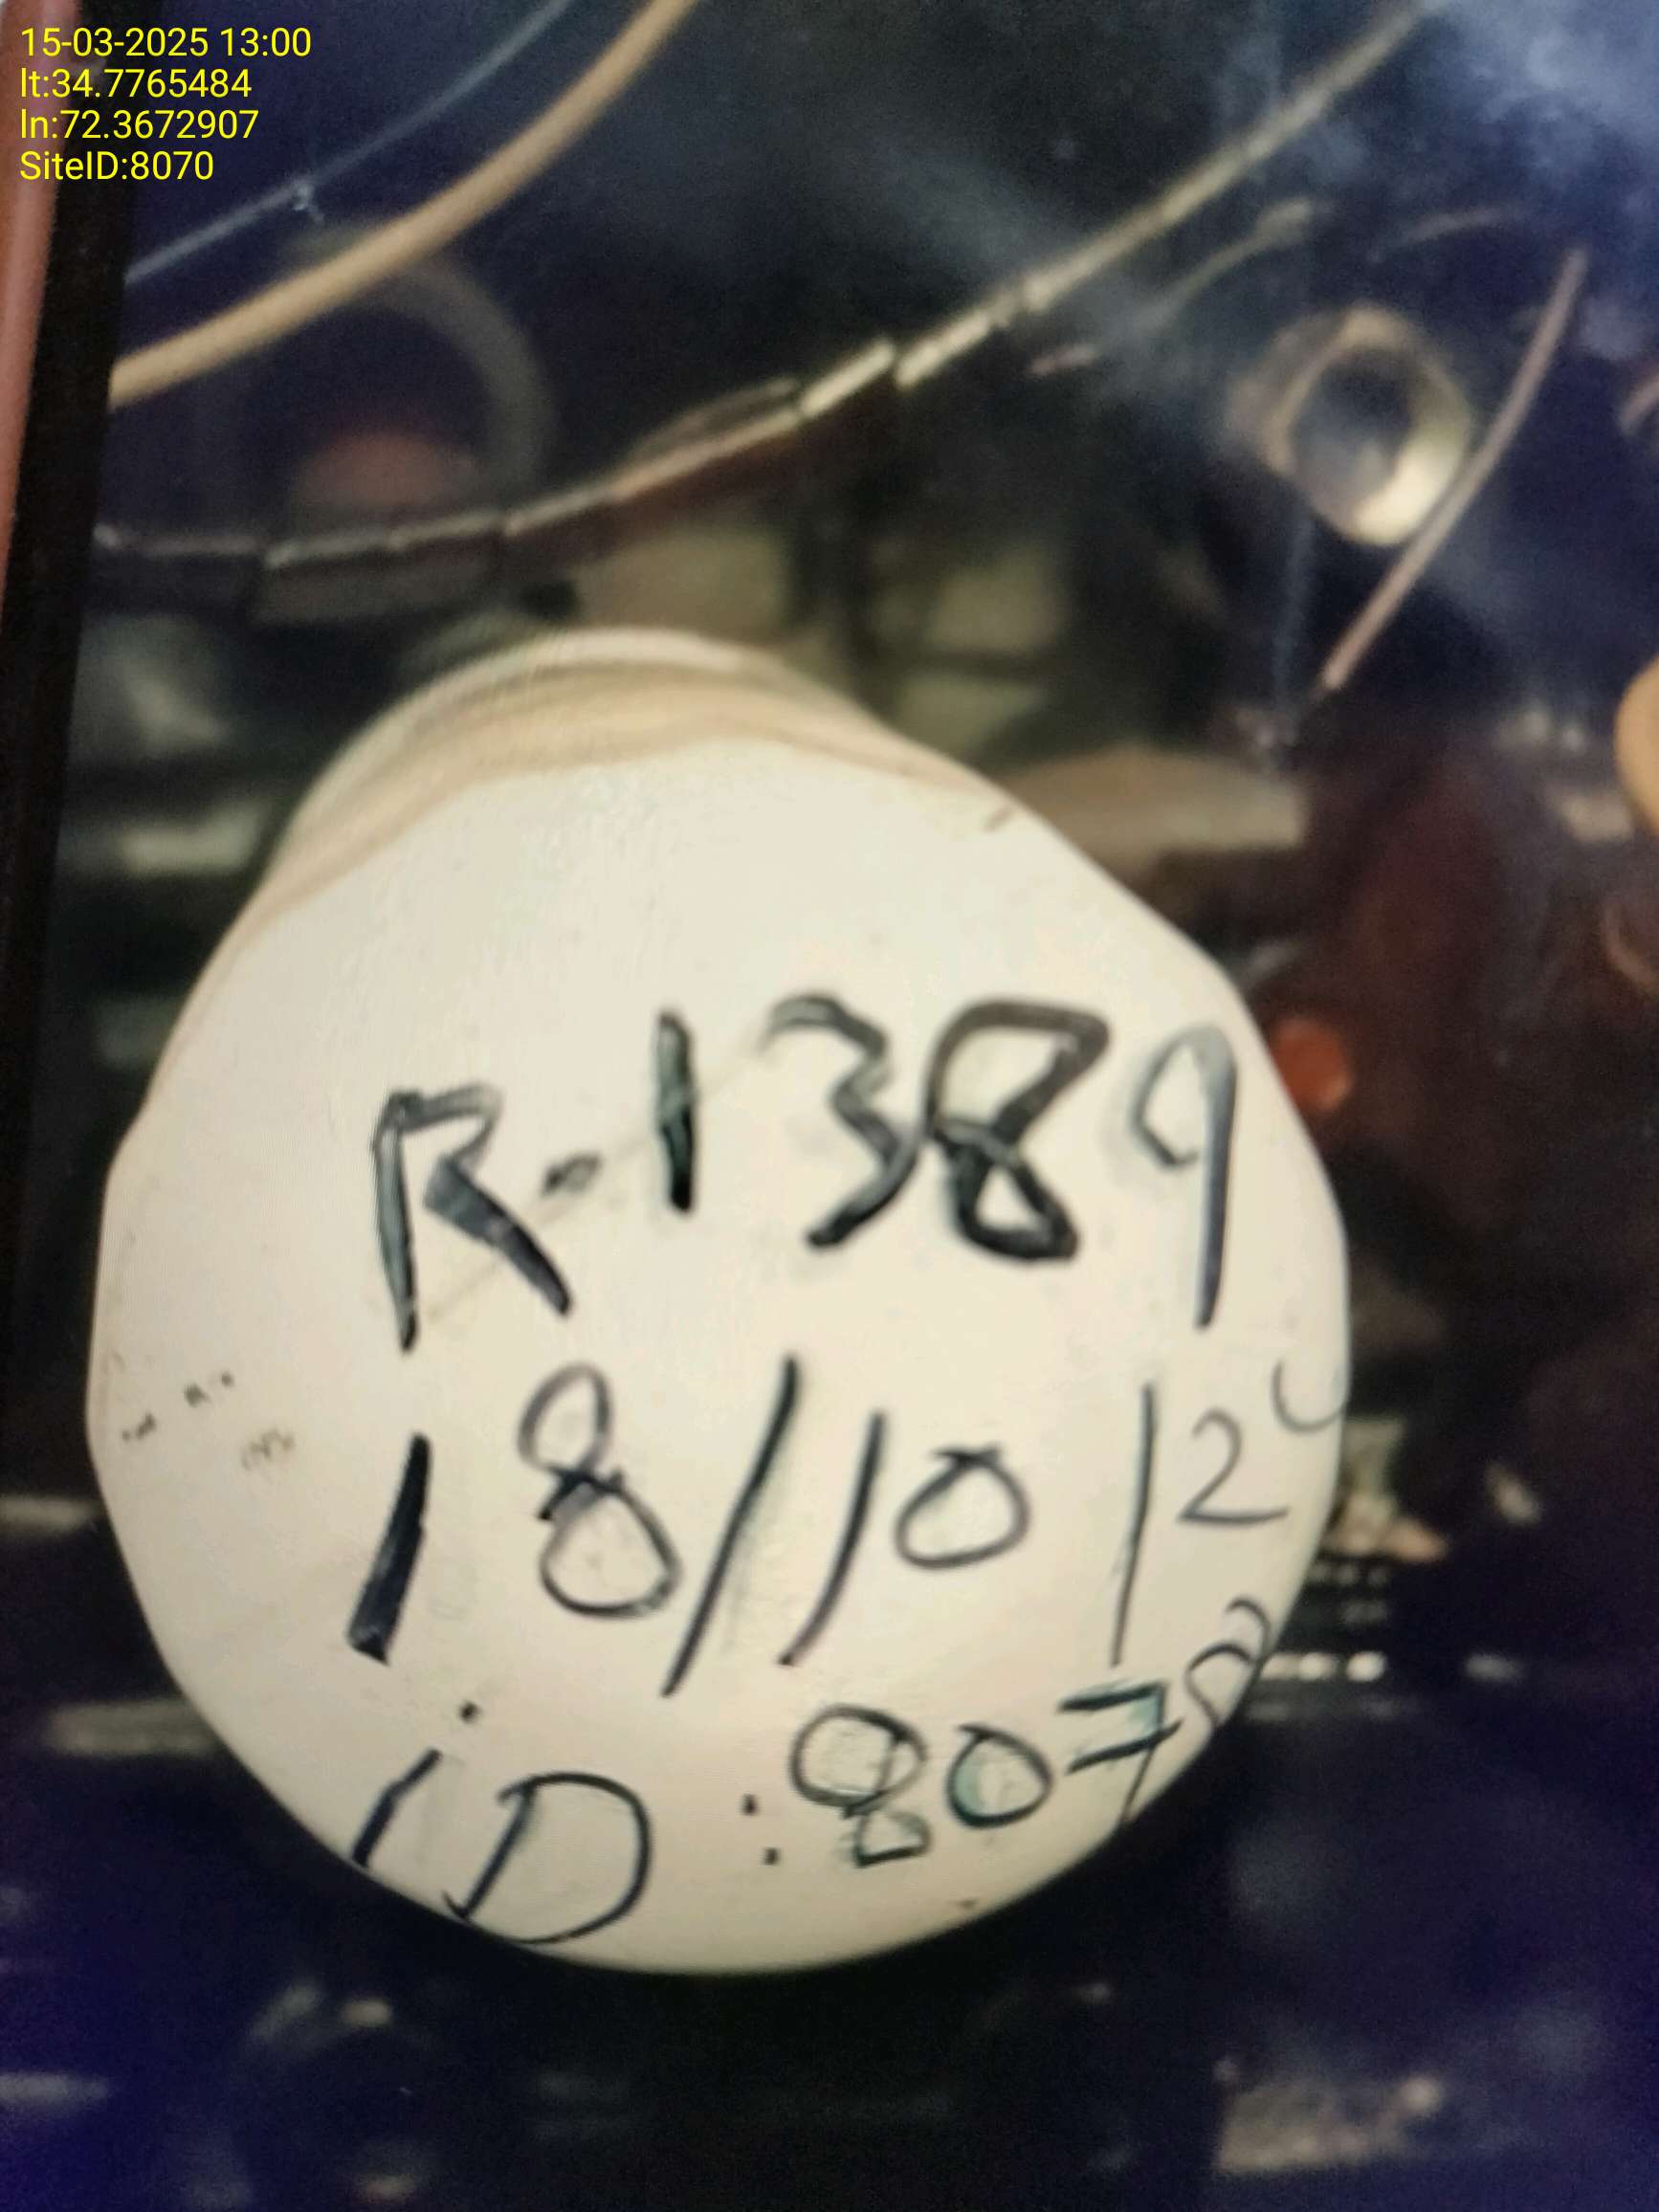 15-03-2025 13:00
lt:34.7765484
ln:72.3672907
SiteID:8070
R-1389
18/10/24
iD:8070